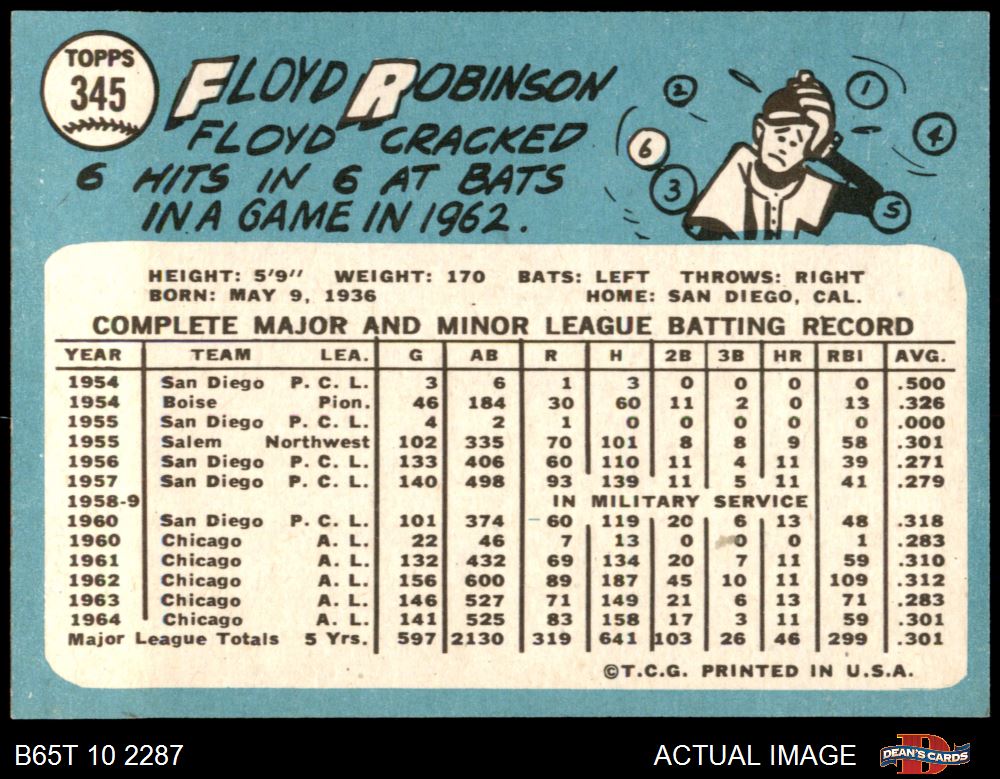 TOPPS
345
FLOYD ROBINSON
FLOYD CRACKED
6 HITS IN 6 AT BATS
IN A GAME IN 1962.
1
2
3
4
5
6
HEIGHT: 5'9" WEIGHT: 170 BATS: LEFT THROWS: RIGHT
BORN: MAY 9, 1936 HOME: SAN DIEGO, CAL.
COMPLETE MAJOR AND MINOR LEAGUE BATTING RECORD
YEAR TEAM LEA. G AB R H 2B 3B HR RBI AVG.
1954 San Diego P. C. L. 3 6 1 3 0 0 0 0 .500
1954 Boise Pion. 46 184 30 60 11 2 0 13 .326
1955 San Diego P. C. L. 4 2 1 0 0 0 0 0 .000
1955 Salem Northwest 102 335 70 101 8 8 9 58 .301
1956 San Diego P. C. L. 133 406 60 110 11 4 11 39 .271
1957 San Diego P. C. L. 140 498 93 139 11 5 11 41 .279
1958-9 IN MILITARY SERVICE
1960 San Diego P. C. L. 101 374 60 119 20 6 13 48 .318
1960 Chicago A. L. 22 46 7 13 0 0 0 1 .283
1961 Chicago A. L. 132 432 69 134 20 7 11 59 .310
1962 Chicago A. L. 156 600 89 187 45 10 11 109 .312
1963 Chicago A. L. 146 527 71 149 21 6 13 71 .283
1964 Chicago A. L. 141 525 83 158 17 3 11 59 .301
Major League Totals 5 Yrs. 597 2130 319 641 103 26 46 299 .301
©T.C.G. PRINTED IN U.S.A.
B65T 10 2287 ACTUAL IMAGE DEAN'S CARDS